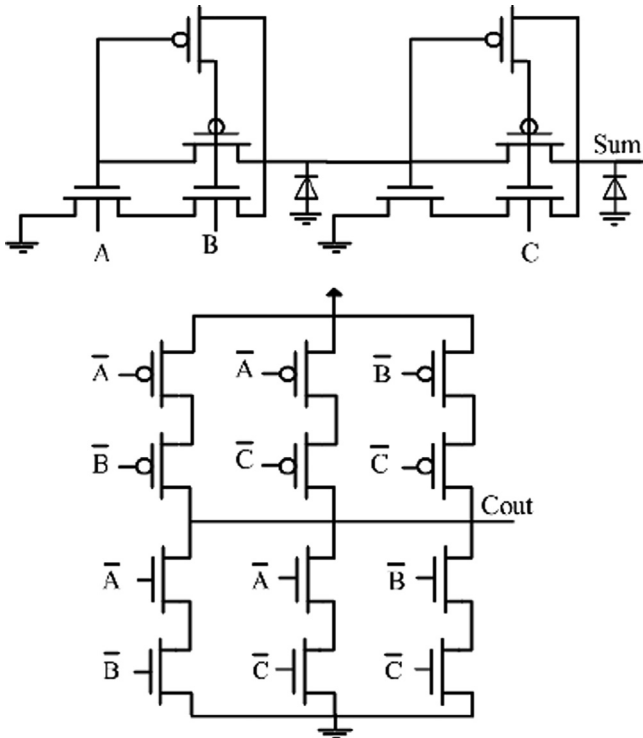 Sum
A
B
C
A̅ A̅ B̅
B̅ C̅ C̅
Cout
A̅ A̅ B̅
B̅ C̅ C̅